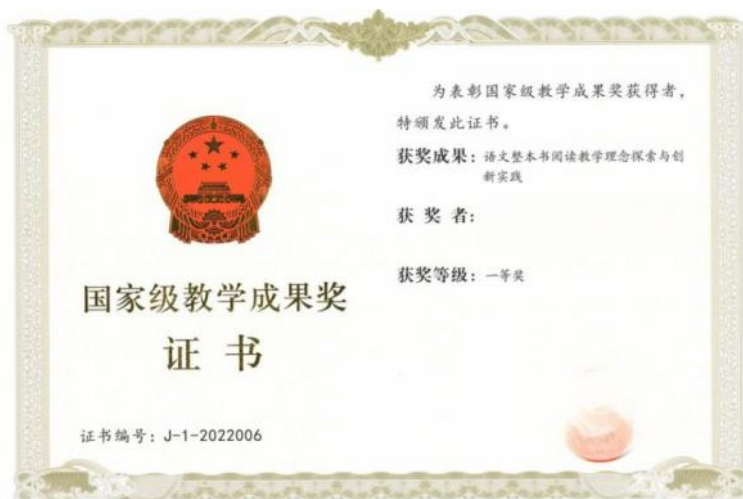 国家级教学成果奖
证书
证书编号：J-1-2022006
为表彰国家级教学成果奖获得者，
特颁发此证书。
获奖成果：语文整本书阅读教学理念探索与创
新实践
获奖者：
获奖等级：一等奖